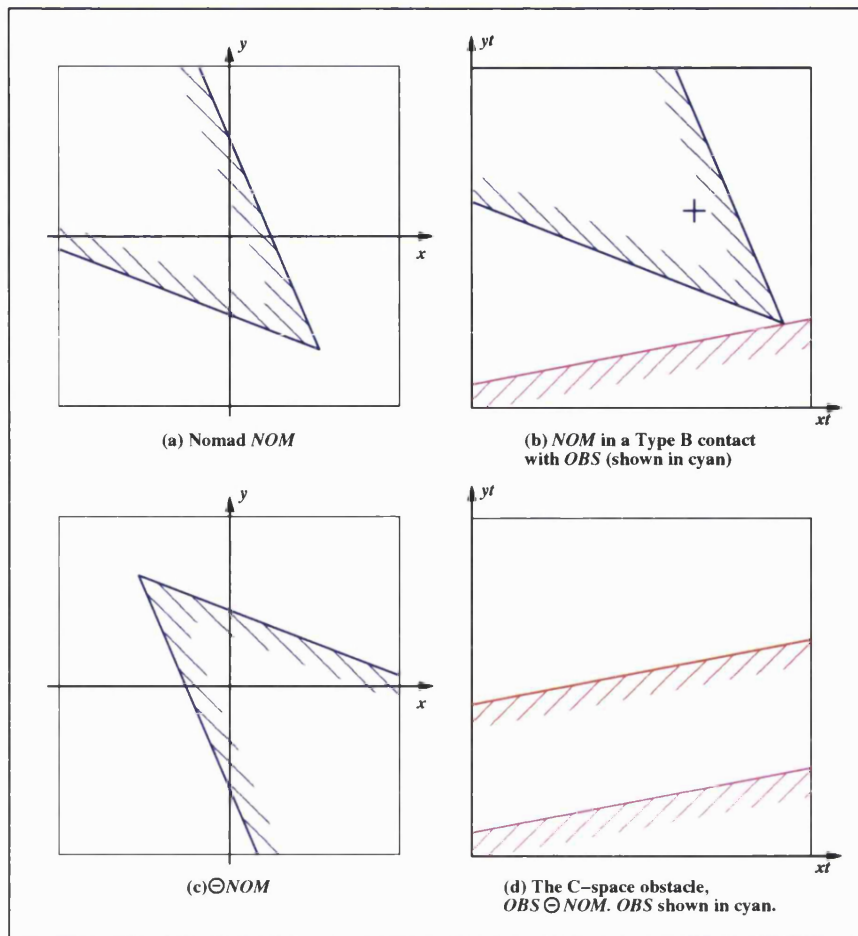 y
x
(a) Nomad NOM
yt
xt
(b) NOM in a Type B contact
with OBS (shown in cyan)
y
x
(c)⊖NOM
yt
xt
(d) The C−space obstacle,
OBS ⊖ NOM. OBS shown in cyan.